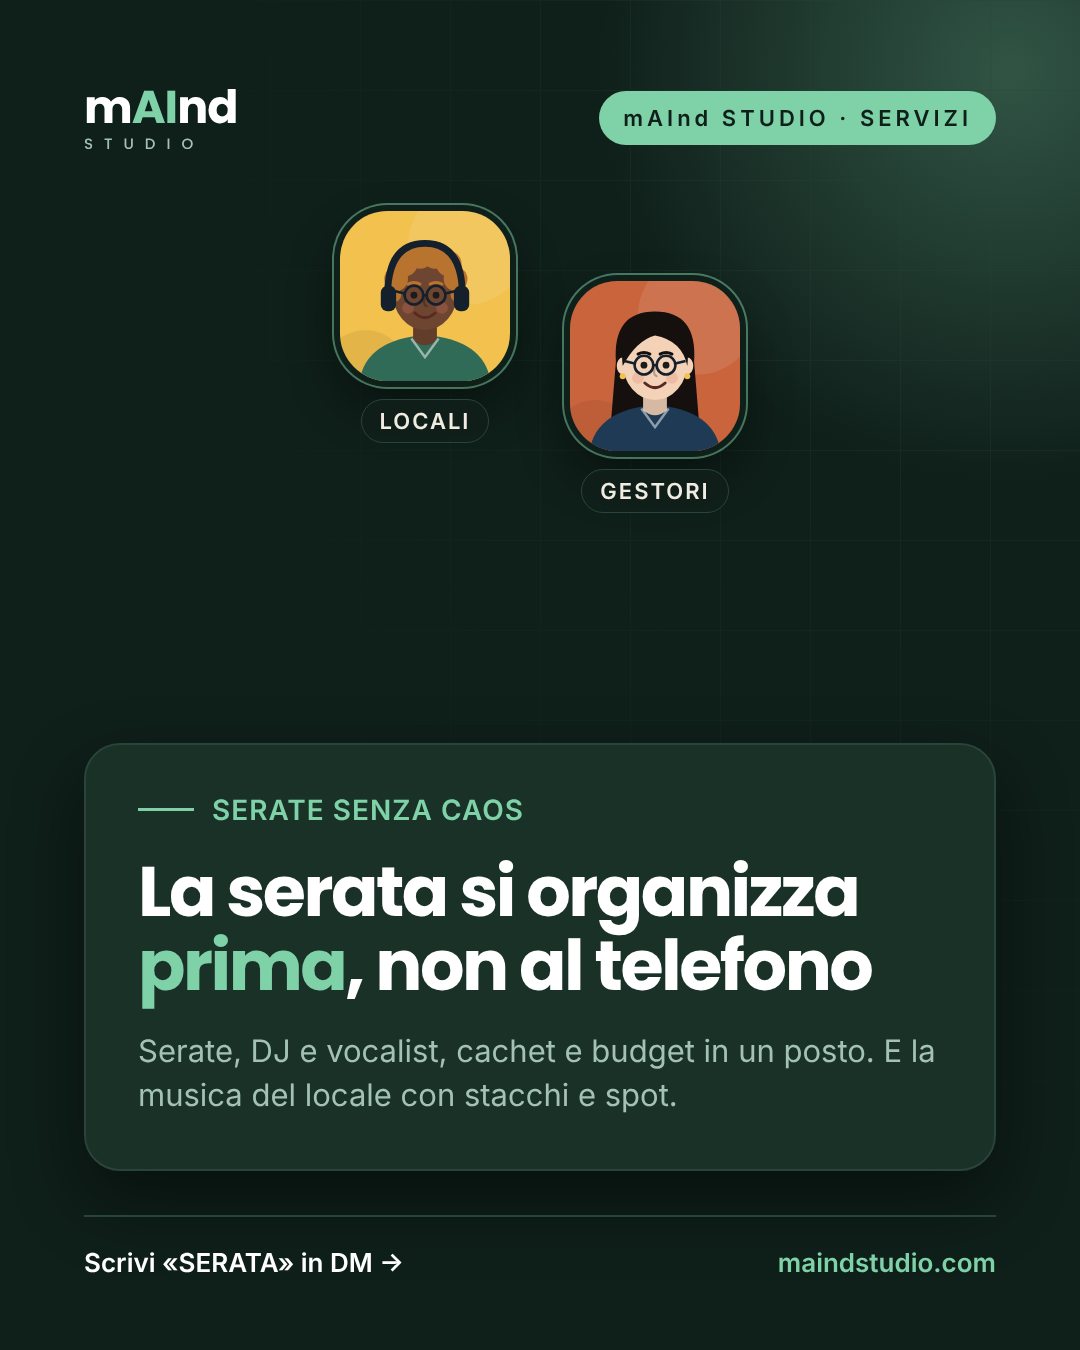 mAInd
STUDIO
mAInd STUDIO · SERVIZI
LOCALI
GESTORI
SERATE SENZA CAOS
La serata si organizza
prima, non al telefono
Serate, DJ e vocalist, cachet e budget in un posto. E la
musica del locale con stacchi e spot.
Scrivi «SERATA» in DM →
maindstudio.com